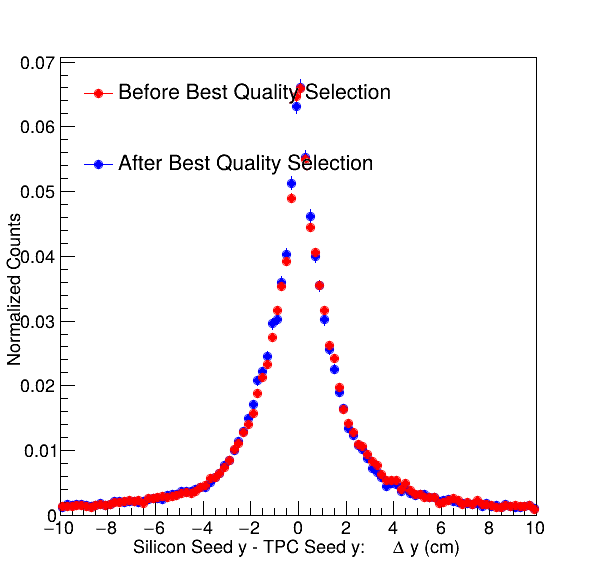 0.07
Before Best Quality Selection
0.06
After Best Quality Selection
0.05
0.04
0.03
0.02
0.01
0
Normalized Counts
−10 −8 −6 −4 −2 0 2 4 6 8 10
Silicon Seed y - TPC Seed y: Δ y (cm)